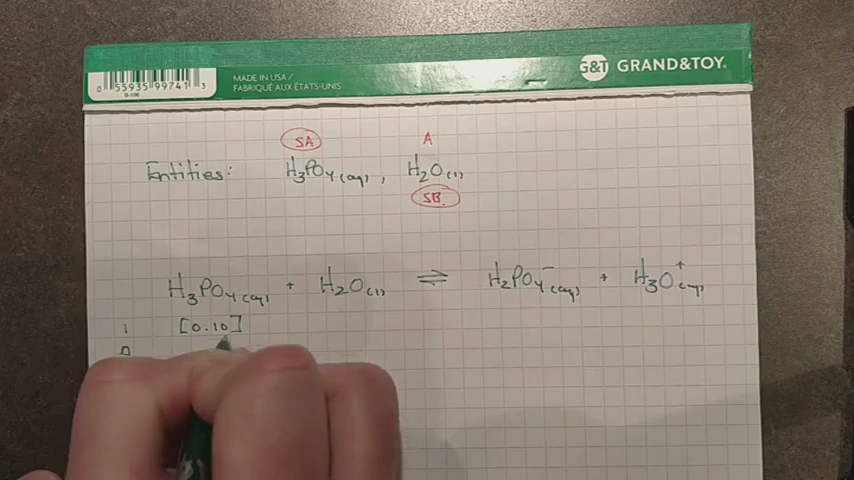 0 55935 99741 3
MADE IN USA /
FABRIQUÉ AUX ÉTATS-UNIS
G&T GRAND&TOY.
SA A
Entities: H₃PO₄(aq), H₂O(l)
SB
H₃PO₄(aq) + H₂O(l) ⇌ H₂PO₄⁻(aq) + H₃O⁺(aq)
I [0.10]